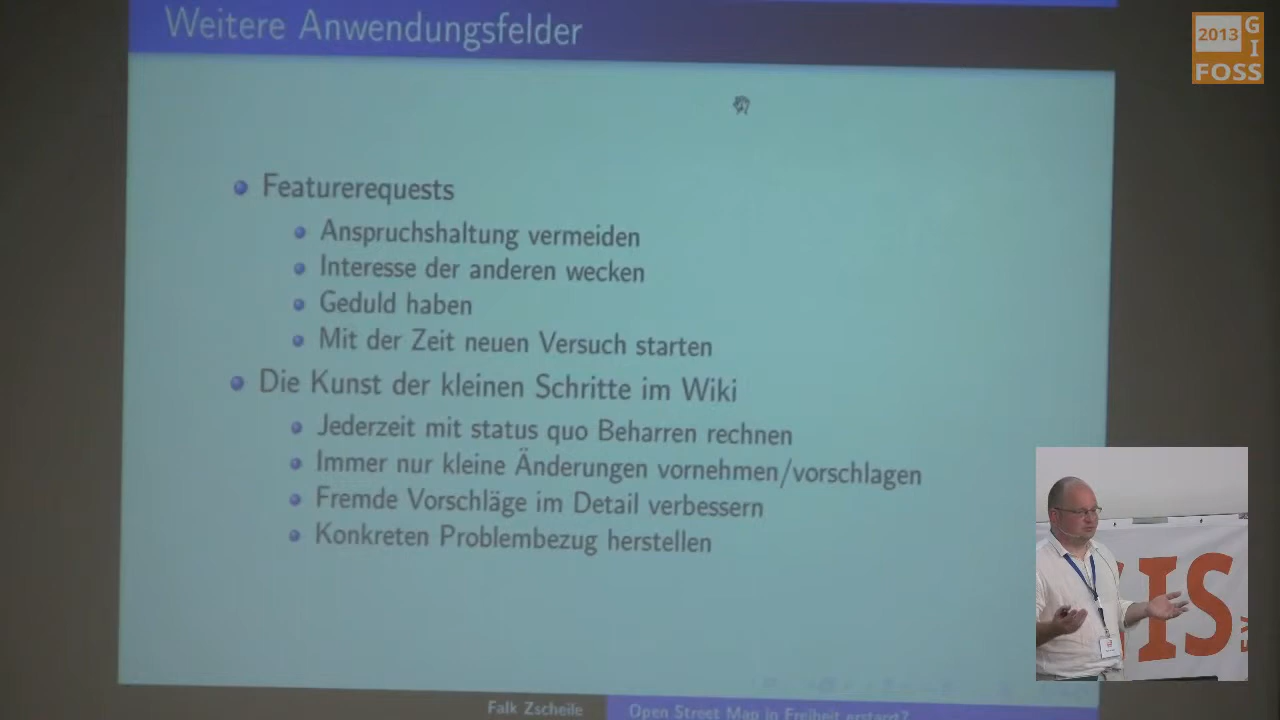 Weitere Anwendungsfelder
2013
G
I
FOSS
Featurerequests
Anspruchshaltung vermeiden
Interesse der anderen wecken
Geduld haben
Mit der Zeit neuen Versuch starten
Die Kunst der kleinen Schritte im Wiki
Jederzeit mit status quo Beharren rechnen
Immer nur kleine Änderungen vornehmen/vorschlagen
Fremde Vorschläge im Detail verbessern
Konkreten Problembezug herstellen
IS
Falk Zscheile
Open Street Map in Freiheit erstarrt?